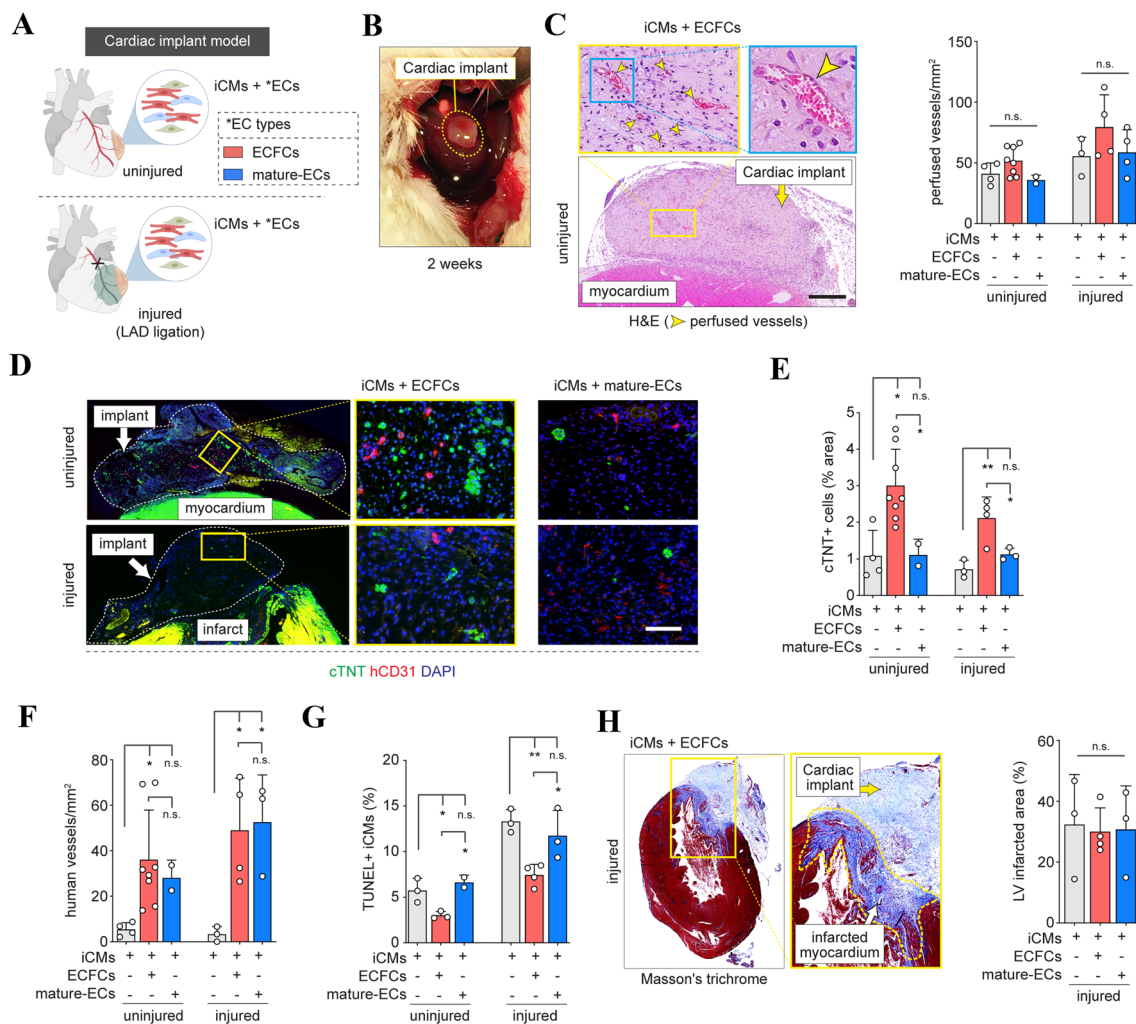 A
Cardiac implant model
iCMs + *ECs
*EC types
ECFCs
mature-ECs
uninjured
iCMs + *ECs
injured
(LAD ligation)
B
Cardiac implant
2 weeks
C
iCMs + ECFCs
uninjured
Cardiac implant
myocardium
H&E ( perfused vessels)
perfused vessels/mm²
150
100
50
0
n.s.
n.s.
iCMs + + +
ECFCs - + -
mature-ECs - - +
uninjured
+ + +
- + -
- - +
injured
D
iCMs + ECFCs
iCMs + mature-ECs
uninjured
implant
myocardium
injured
implant
infarct
cTNT hCD31 DAPI
E
cTNT+ cells (% area)
5
4
3
2
1
0
* n.s.
*
n.s.
**
*
iCMs + + + + + +
ECFCs - + - - + -
mature-ECs - - + - - +
uninjured injured
F
human vessels/mm²
80
60
40
20
0
* n.s.
n.s.
* *
n.s.
iCMs + + + + + +
ECFCs - + - - + -
mature-ECs - - + - - +
uninjured injured
G
TUNEL+ iCMs (%)
20
15
10
5
0
* n.s.
*
** n.s.
*
iCMs + + + + + +
ECFCs - + - - + -
mature-ECs - - + - - +
uninjured injured
H
iCMs + ECFCs
injured
Cardiac
implant
infarcted
myocardium
Masson's trichrome
LV infarcted area (%)
60
40
20
0
n.s.
iCMs + + +
ECFCs - + -
mature-ECs - - +
injured